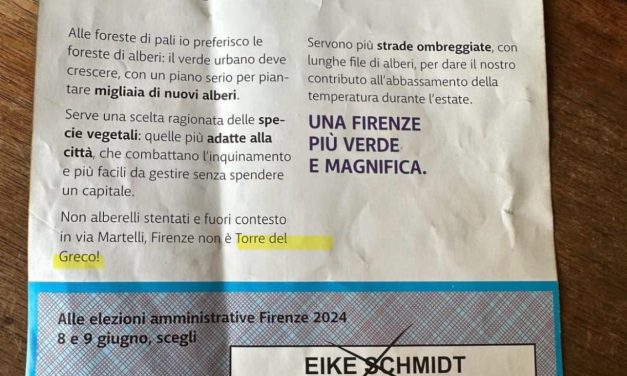 Alle foreste di pali io preferisco le
foreste di alberi: il verde urbano deve
crescere, con un piano serio per pian-
tare migliaia di nuovi alberi.
Serve una scelta ragionata delle spe-
cie vegetali: quelle più adatte alla
città, che combattano l'inquinamento
e più facili da gestire senza spendere
un capitale.
Non alberelli stentati e fuori contesto
in via Martelli, Firenze non è Torre del
Greco!
Servono più strade ombreggiate, con
lunghe file di alberi, per dare il nostro
contributo all'abbassamento della
temperatura durante l'estate.
UNA FIRENZE
PIÙ VERDE
E MAGNIFICA.
Alle elezioni amministrative Firenze 2024
8 e 9 giugno, scegli
EIKE SCHMIDT